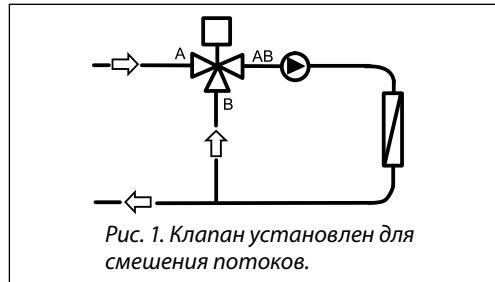 A
AB
B
Рис. 1. Клапан установлен для
смешения потоков.